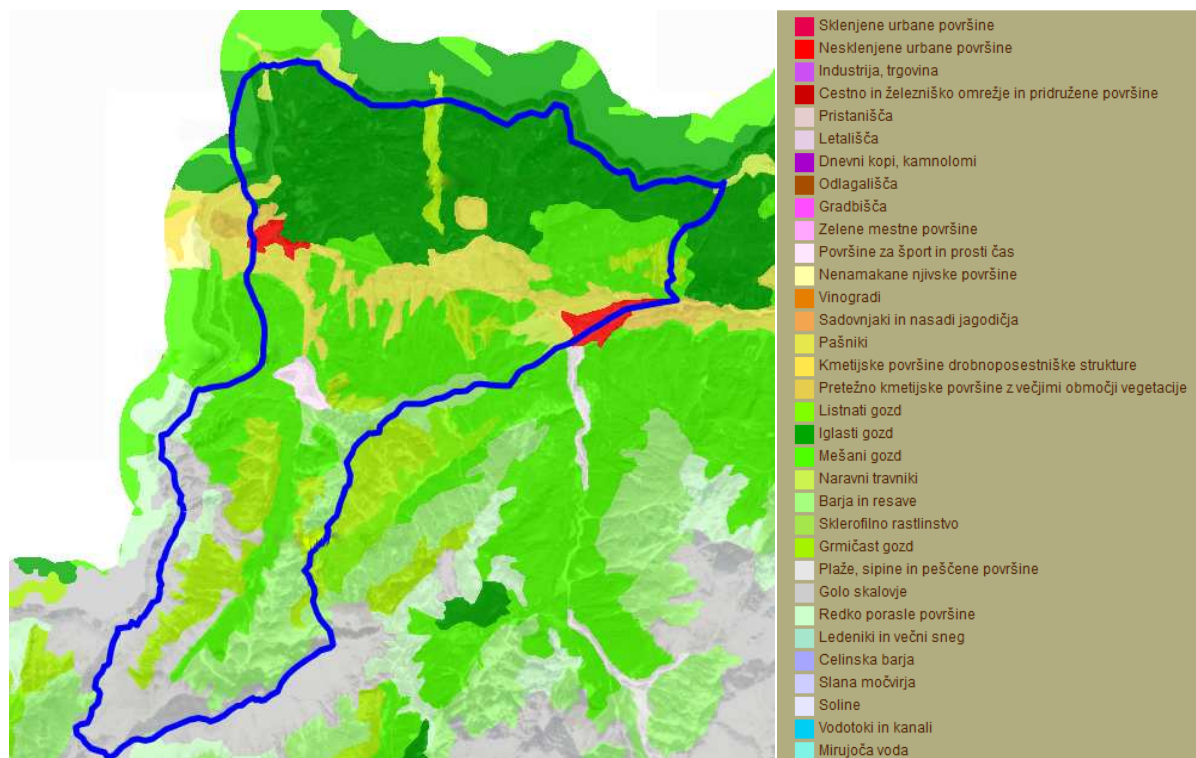 Sklenjene urbane površine
Nesklenjene urbane površine
Industrija, trgovina
Cestno in železniško omrežje in pridružene površine
Pristanišča
Letališča
Dnevni kopi, kamnolomi
Odlagališča
Gradbišča
Zelene mestne površine
Površine za šport in prosti čas
Nenamakane njivske površine
Vinogradi
Sadovnjaki in nasadi jagodičja
Pašniki
Kmetijske površine drobnoposestniške strukture
Pretežno kmetijske površine z večjimi območji vegetacije
Listnati gozd
Iglasti gozd
Mešani gozd
Naravni travniki
Barja in resave
Sklerofilno rastlinstvo
Grmičast gozd
Plaže, sipine in peščene površine
Golo skalovje
Redko porasle površine
Ledeniki in večni sneg
Celinska barja
Slana močvirja
Soline
Vodotoki in kanali
Mirujoča voda